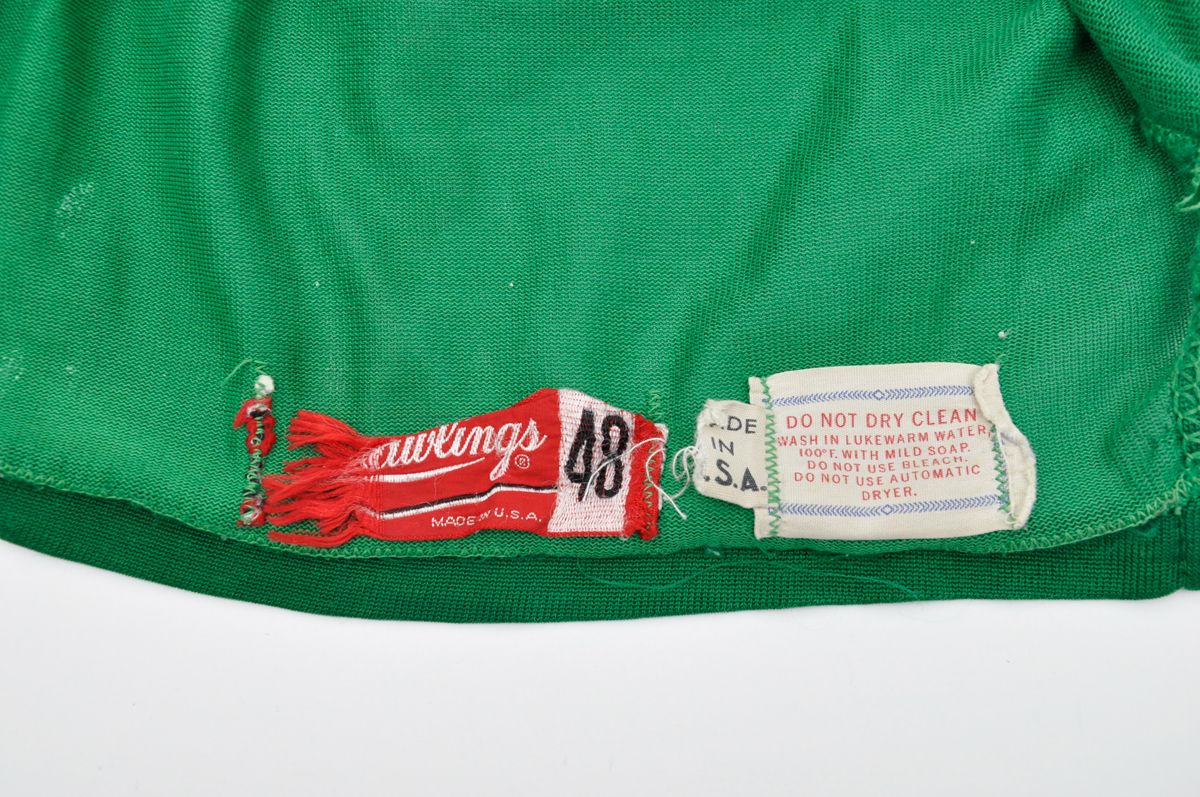 awlings®
48
MADE IN U.S.A.
.DE
IN
.S.A.
DO NOT DRY CLEAN
WASH IN LUKEWARM WATER
100°F. WITH MILD SOAP.
DO NOT USE BLEACH.
DO NOT USE AUTOMATIC
DRYER.